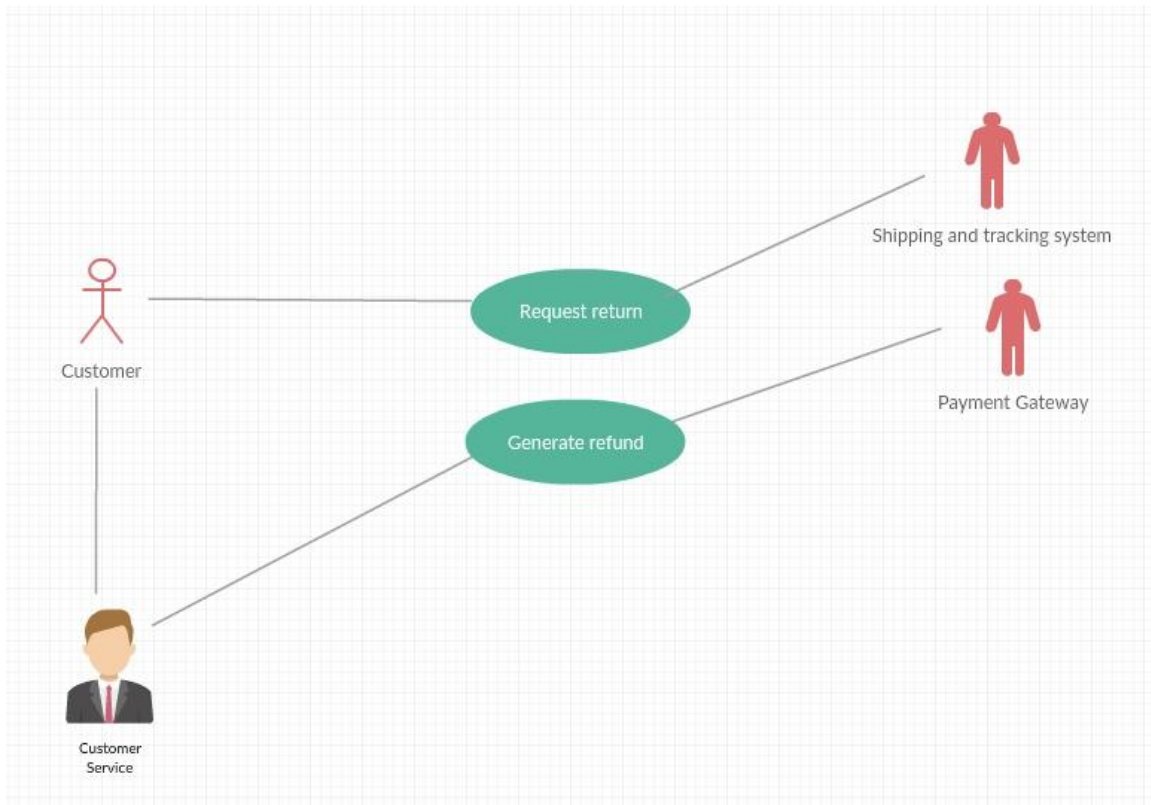 Shipping and tracking system
Request return
Customer
Payment Gateway
Generate refund
Customer
Service